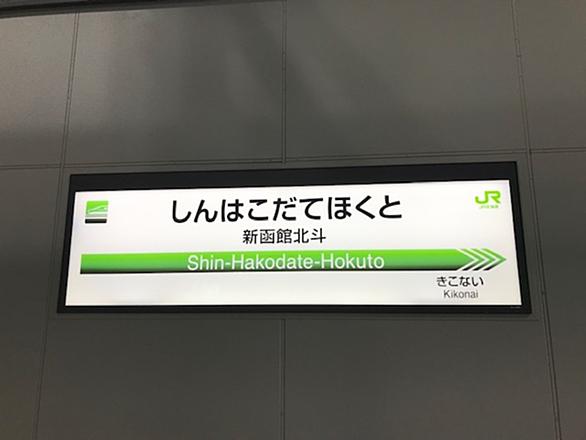 しんはこだてほくと
JR
新函館北斗
Shin-Hakodate-Hokuto
きこない
Kikonai